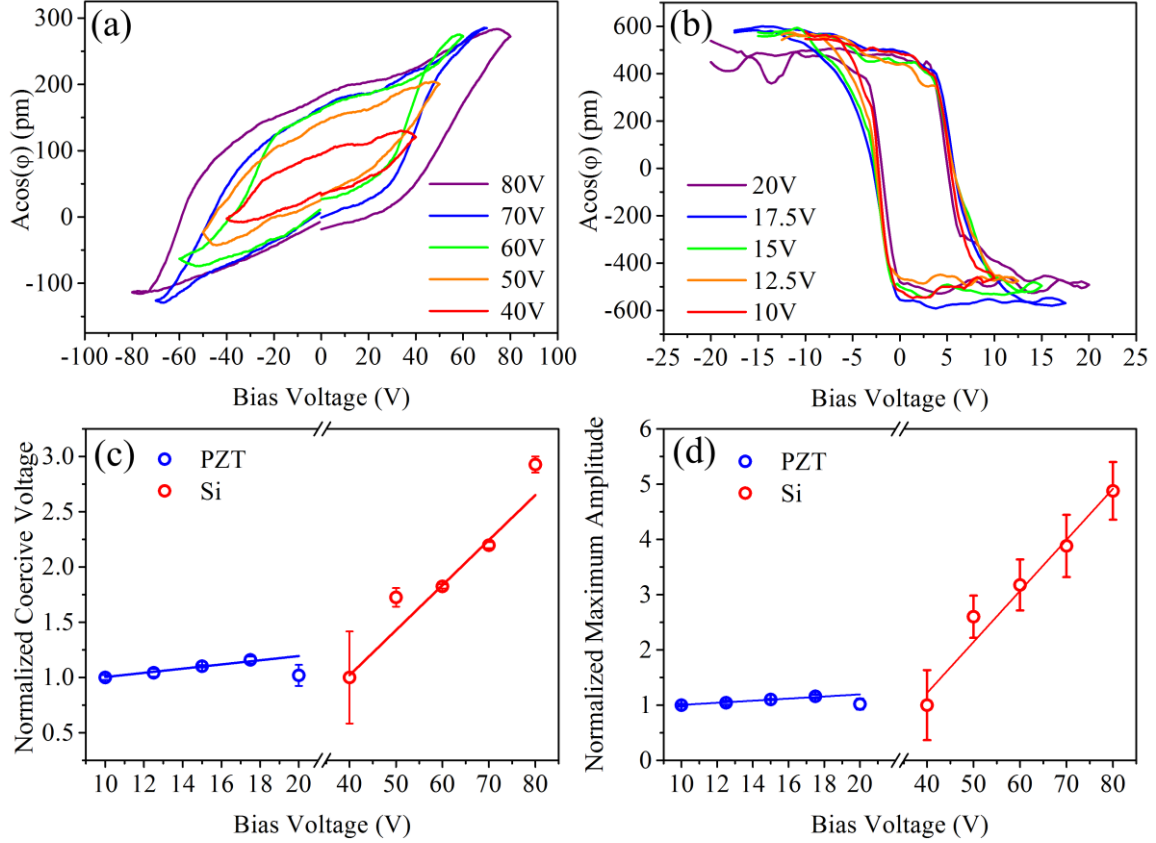 (a)
300
200
100
0
-100
Acos(φ) (pm)
80V
70V
60V
50V
40V
-100 -80 -60 -40 -20 0 20 40 60 80 100
Bias Voltage (V)
(b)
600
400
200
0
-200
-400
-600
Acos(φ) (pm)
20V
17.5V
15V
12.5V
10V
-25 -20 -15 -10 -5 0 5 10 15 20 25
Bias Voltage (V)
(c)
PZT
Si
3.0
2.5
2.0
1.5
1.0
0.5
Normalized Coercive Voltage
10 12 14 16 18 20 40 50 60 70 80
Bias Voltage (V)
(d)
PZT
Si
6
5
4
3
2
1
0
Normalized Maximum Amplitude
10 12 14 16 18 20 40 50 60 70 80
Bias Voltage (V)